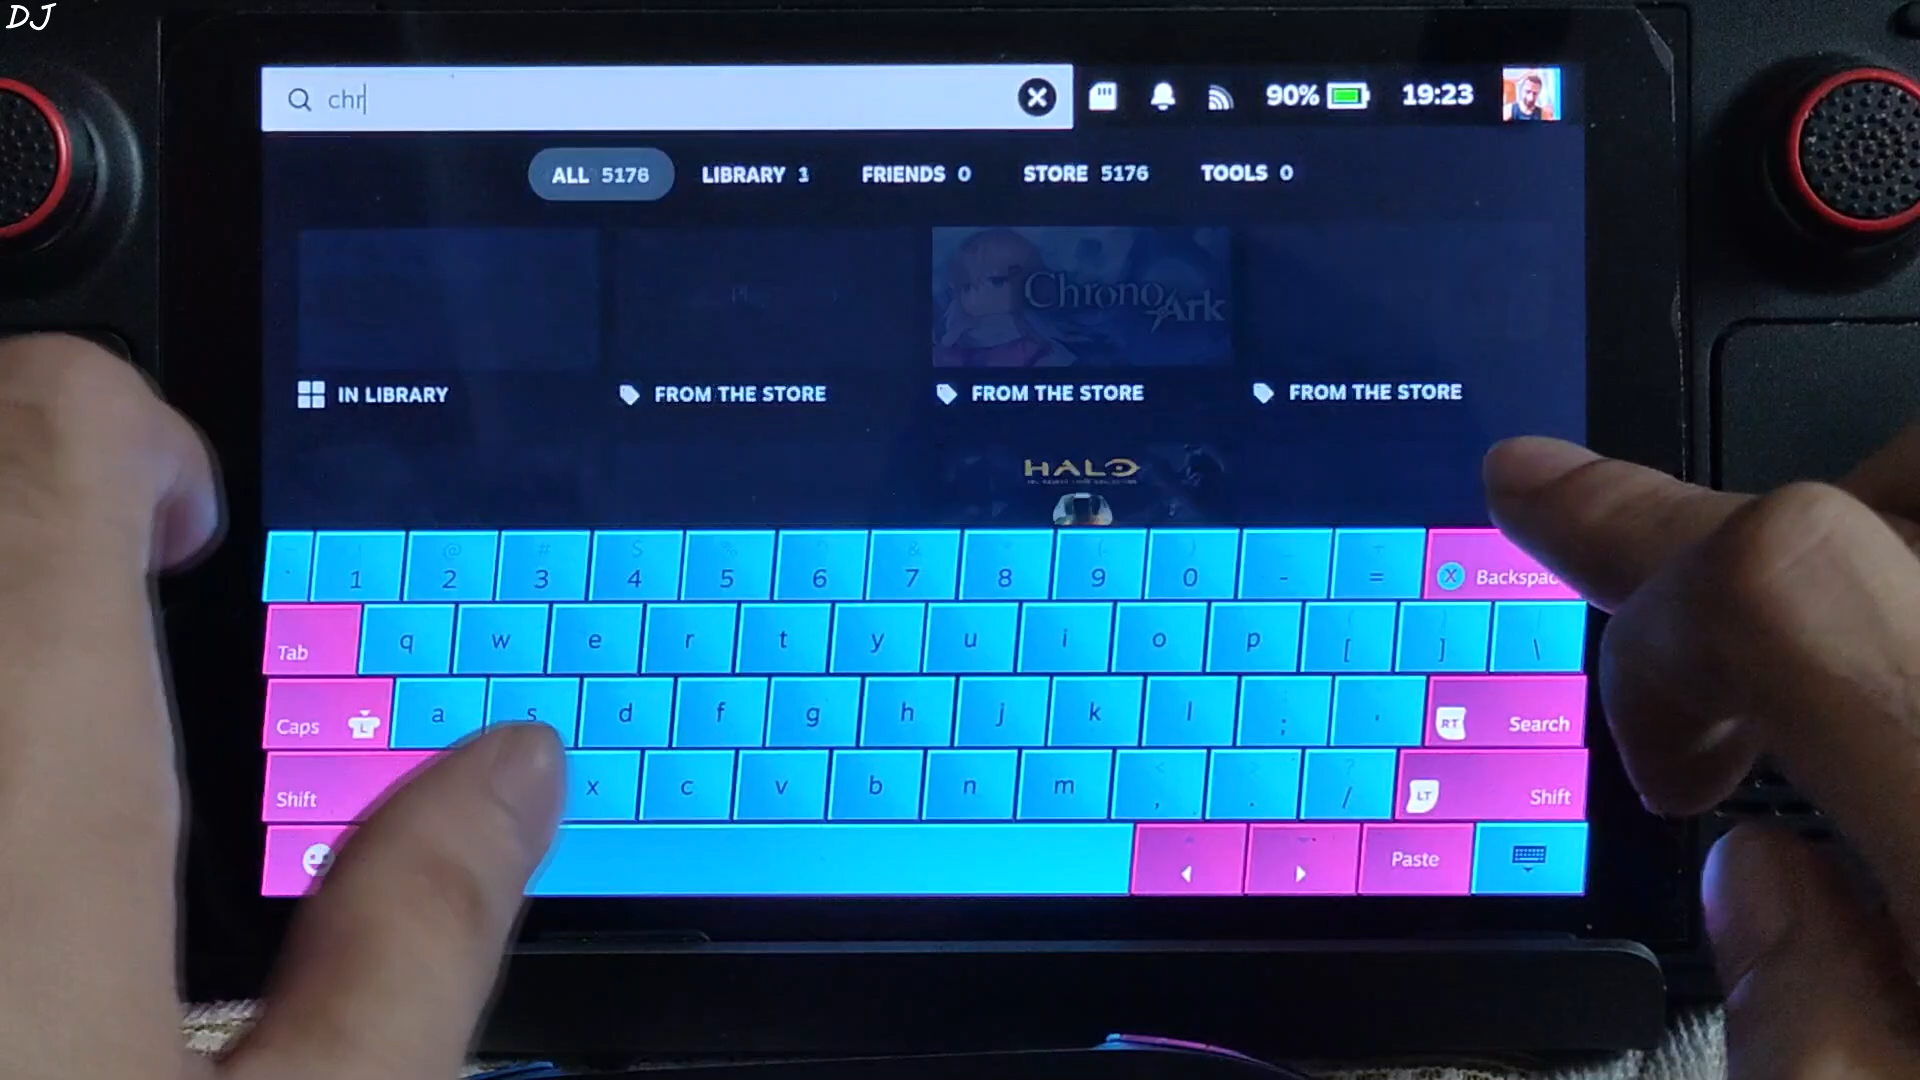 DJ
chr
90% 19:23
ALL 5176 LIBRARY 1 FRIENDS 0 STORE 5176 TOOLS 0
Chrono Ark
IN LIBRARY FROM THE STORE FROM THE STORE FROM THE STORE
HALO
@ # $ % & * ( ) _ +
1 2 3 4 5 6 7 8 9 0 - = X Backspac
Tab q w e r t y u i o p [ ] \
Caps L a s d f g h j k l ; ' RT Search
Shift x c v b n m , . / LT Shift
Paste